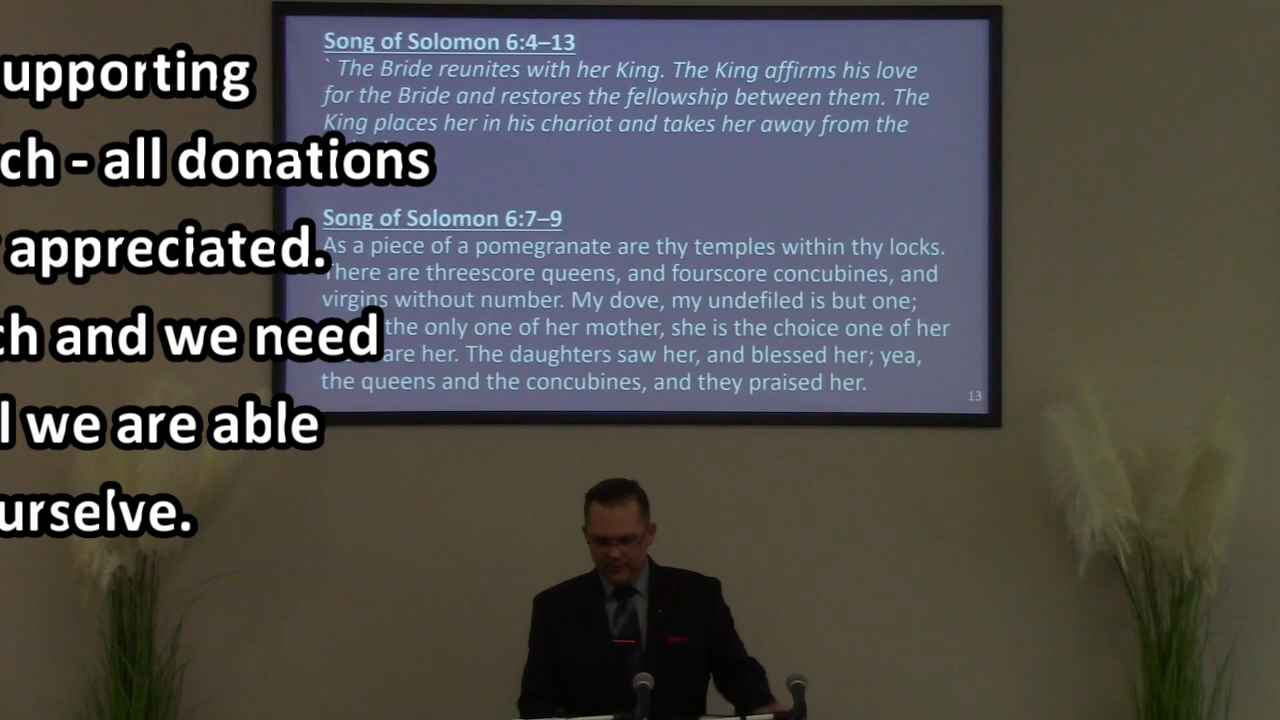 upporting
ch - all donations
appreciated.
ch and we need
l we are able
urselve.
Song of Solomon 6:4–13
` The Bride reunites with her King. The King affirms his love
for the Bride and restores the fellowship between them. The
King places her in his chariot and takes her away from the
Song of Solomon 6:7–9
As a piece of a pomegranate are thy temples within thy locks.
There are threescore queens, and fourscore concubines, and
virgins without number. My dove, my undefiled is but one;
the only one of her mother, she is the choice one of her
are her. The daughters saw her, and blessed her; yea,
the queens and the concubines, and they praised her.
13